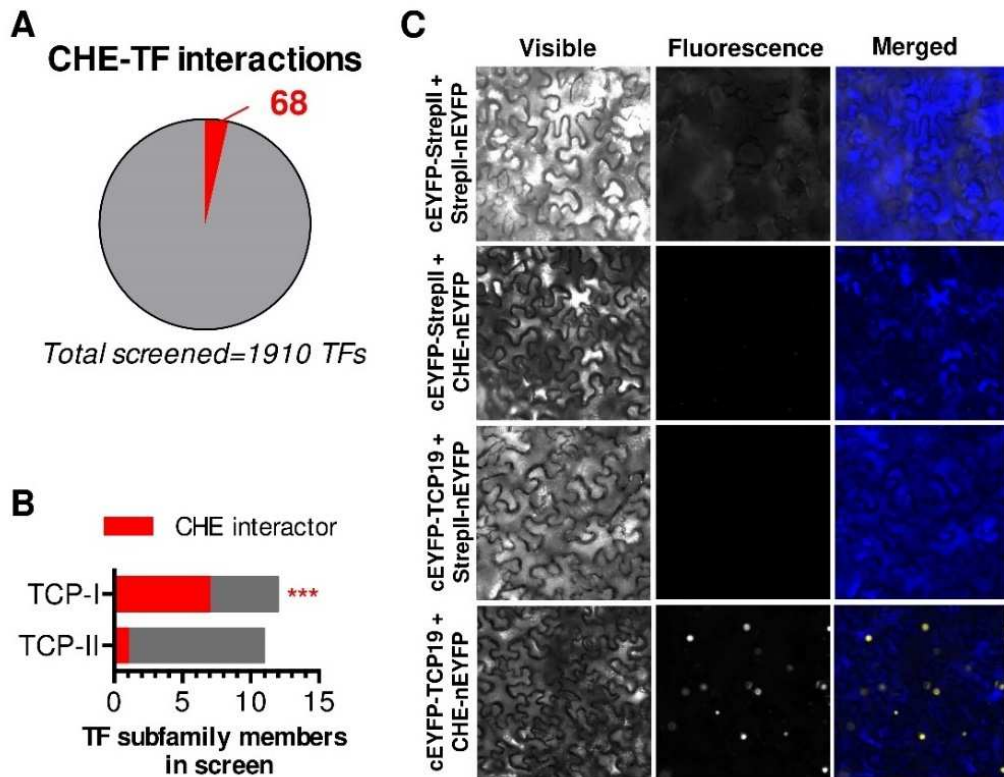 A
CHE-TF interactions
68
Total screened=1910 TFs
B
CHE interactor
TCP-I
***
TCP-II
0 5 10 15
TF subfamily members
in screen
C
Visible Fluorescence Merged
cEYFP-StrepII +
StrepII-nEYFP
cEYFP-StrepII +
CHE-nEYFP
cEYFP-TCP19 +
StrepII-nEYFP
cEYFP-TCP19 +
CHE-nEYFP